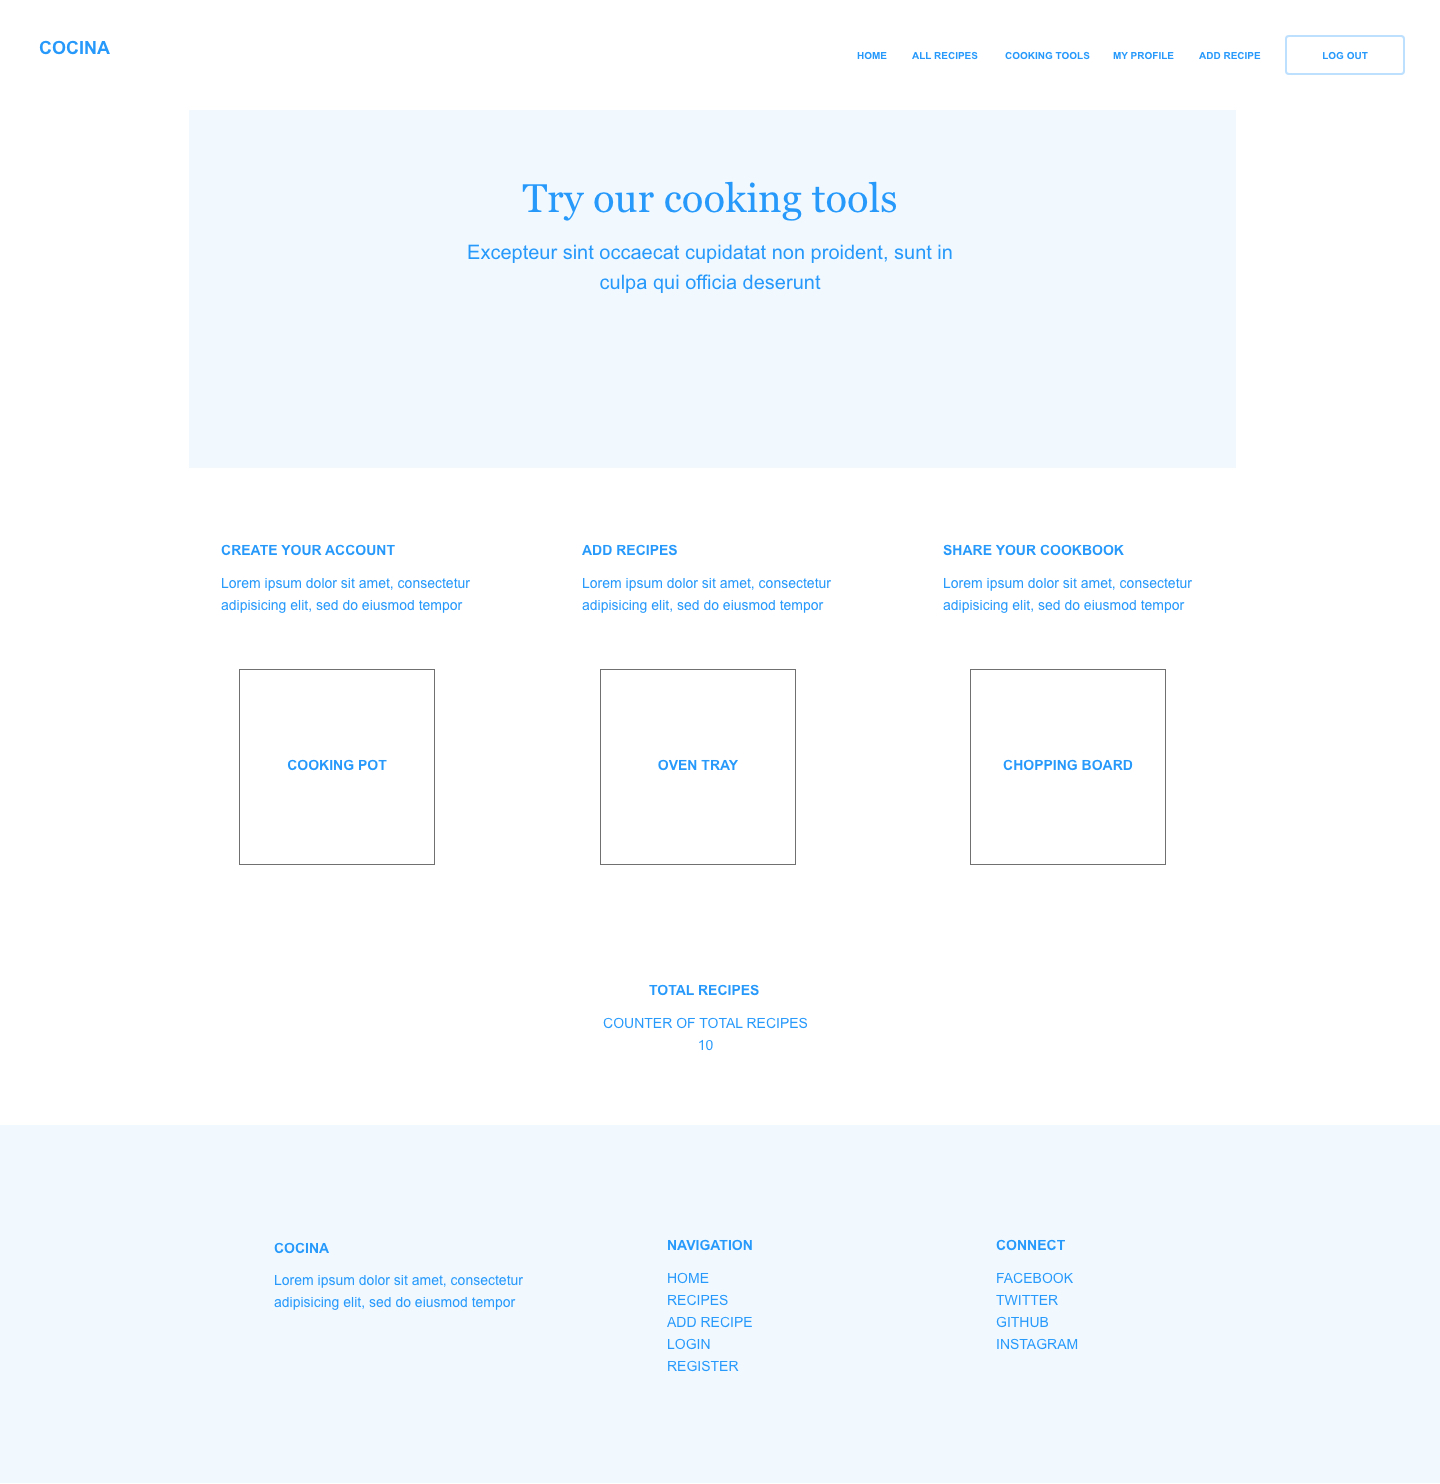 COCINA
HOME
ALL RECIPES
COOKING TOOLS
MY PROFILE
ADD RECIPE
LOG OUT
Try our cooking tools
Excepteur sint occaecat cupidatat non proident, sunt in
culpa qui officia deserunt
CREATE YOUR ACCOUNT
Lorem ipsum dolor sit amet, consectetur
adipisicing elit, sed do eiusmod tempor
ADD RECIPES
Lorem ipsum dolor sit amet, consectetur
adipisicing elit, sed do eiusmod tempor
SHARE YOUR COOKBOOK
Lorem ipsum dolor sit amet, consectetur
adipisicing elit, sed do eiusmod tempor
COOKING POT
OVEN TRAY
CHOPPING BOARD
TOTAL RECIPES
COUNTER OF TOTAL RECIPES
10
COCINA
Lorem ipsum dolor sit amet, consectetur
adipisicing elit, sed do eiusmod tempor
NAVIGATION
HOME
RECIPES
ADD RECIPE
LOGIN
REGISTER
CONNECT
FACEBOOK
TWITTER
GITHUB
INSTAGRAM